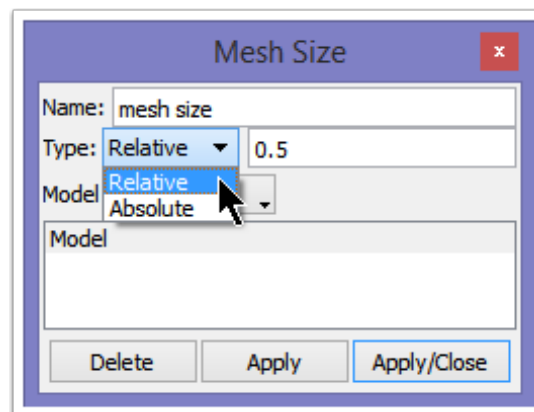 Mesh Size
x
Name: mesh size
Type: Relative 0.5
Relative
Model
Absolute
Model
Delete Apply Apply/Close